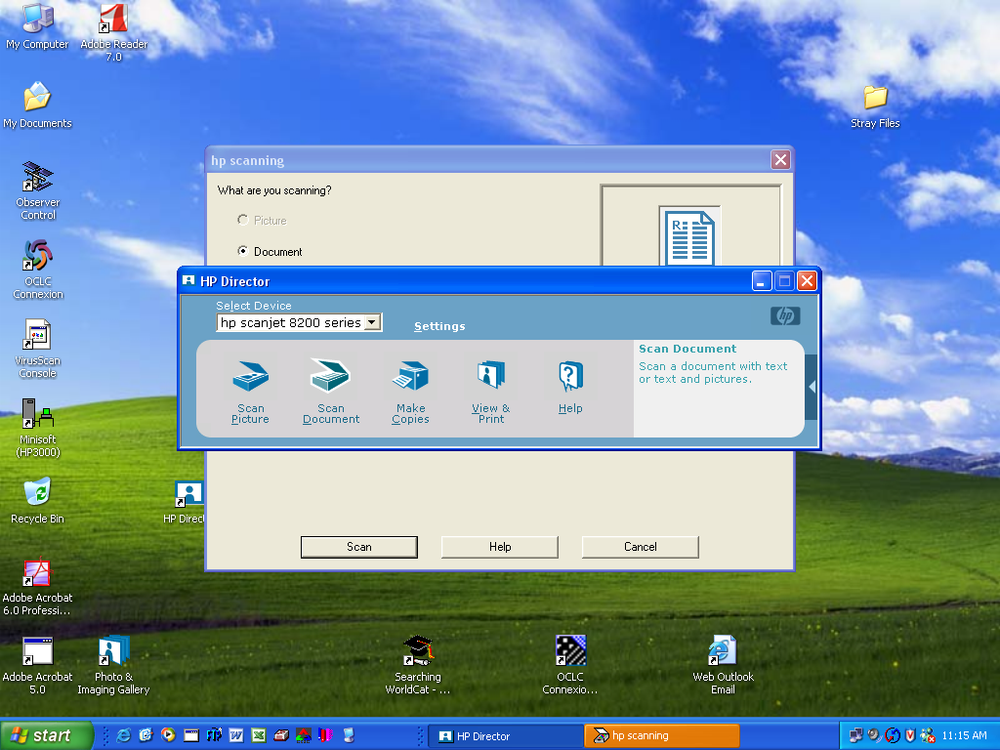 My Computer
Adobe Reader
7.0
My Documents
Stray Files
Observer
Control
OCLC
Connexion
VirusScan
Console
Minisoft
(HP3000)
Recycle Bin
HP Direc
Adobe Acrobat
6.0 Professi...
Adobe Acrobat
5.0
Photo &
Imaging Gallery
Searching
WorldCat - ...
OCLC
Connexio...
Web Outlook
Email
hp scanning
What are you scanning?
Picture
Document
R
HP Director
Select Device
hp scanjet 8200 series
Settings
hp
Scan
Picture
Scan
Document
Make
Copies
View &
Print
Help
Scan Document
Scan a document with text
or text and pictures.
Scan
Help
Cancel
start
HP Director
hp scanning
11:15 AM